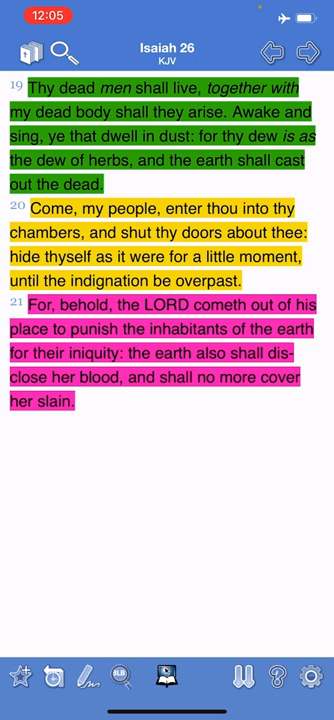 12:05
Isaiah 26
KJV
19 Thy dead men shall live, together with
my dead body shall they arise. Awake and
sing, ye that dwell in dust: for thy dew is as
the dew of herbs, and the earth shall cast
out the dead.
20 Come, my people, enter thou into thy
chambers, and shut thy doors about thee:
hide thyself as it were for a little moment,
until the indignation be overpast.
21 For, behold, the LORD cometh out of his
place to punish the inhabitants of the earth
for their iniquity: the earth also shall dis-
close her blood, and shall no more cover
her slain.
BLB